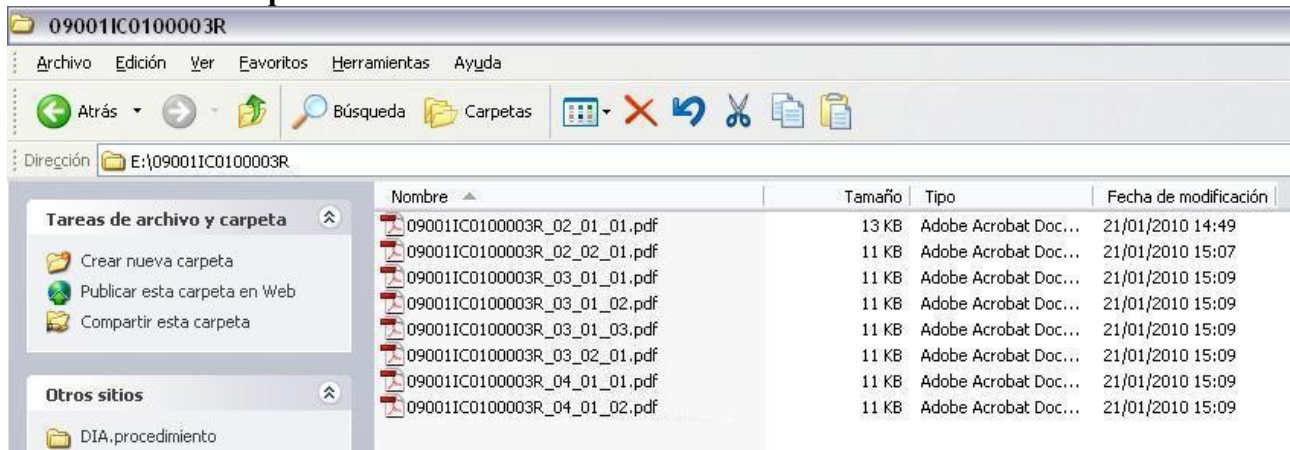 09001IC0100003R
Archivo Edición Ver Favoritos Herramientas Ayuda
Atrás Búsqueda Carpetas
Dirección E:\09001IC0100003R
Nombre Tamaño Tipo Fecha de modificación
Tareas de archivo y carpeta
Crear nueva carpeta
Publicar esta carpeta en Web
Compartir esta carpeta
Otros sitios
DIA.procedimiento
09001IC0100003R_02_01_01.pdf 13 KB Adobe Acrobat Doc... 21/01/2010 14:49
09001IC0100003R_02_02_01.pdf 11 KB Adobe Acrobat Doc... 21/01/2010 15:07
09001IC0100003R_03_01_01.pdf 11 KB Adobe Acrobat Doc... 21/01/2010 15:09
09001IC0100003R_03_01_02.pdf 11 KB Adobe Acrobat Doc... 21/01/2010 15:09
09001IC0100003R_03_01_03.pdf 11 KB Adobe Acrobat Doc... 21/01/2010 15:09
09001IC0100003R_03_02_01.pdf 11 KB Adobe Acrobat Doc... 21/01/2010 15:09
09001IC0100003R_04_01_01.pdf 11 KB Adobe Acrobat Doc... 21/01/2010 15:09
09001IC0100003R_04_01_02.pdf 11 KB Adobe Acrobat Doc... 21/01/2010 15:09